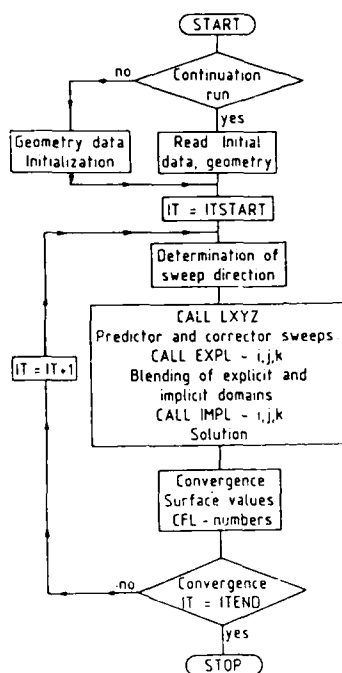 START
no
Continuation
run
yes
Geometry data
Initialization
Read Initial
data, geometry
IT = ITSTART
Determination of
sweep direction
CALL LXYZ
Predictor and corrector sweeps
CALL EXPL - i,j,k
Blending of explicit and
implicit domains
CALL IMPL - i,j,k
Solution
IT = IT+1
Convergence
Surface values
CFL - numbers
no
Convergence
IT = ITEND
yes
STOP